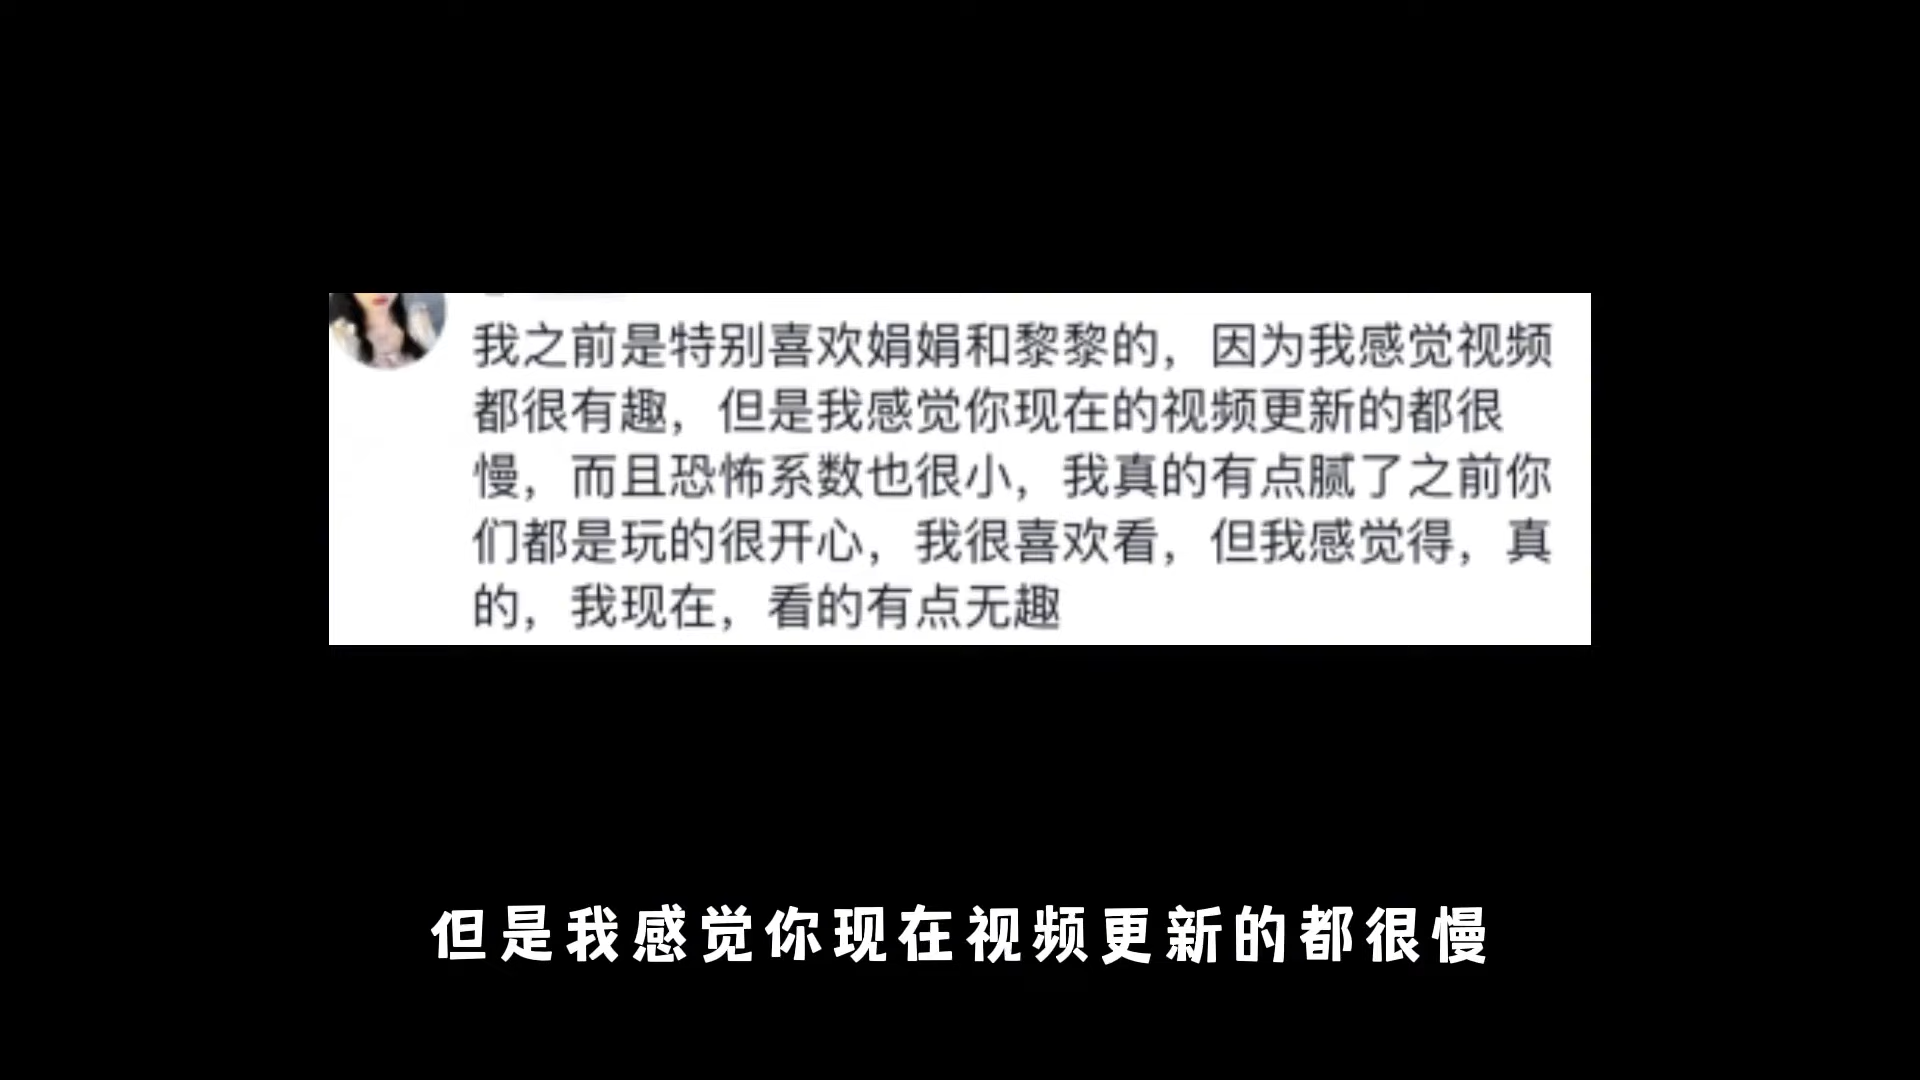 我之前是特别喜欢娟娟和黎黎的，因为我感觉视频
都很有趣，但是我感觉你现在的视频更新的都很
慢，而且恐怖系数也很小，我真的有点腻了之前你
们都是玩的很开心，我很喜欢看，但我感觉得，真
的，我现在，看的有点无趣
但是我感觉你现在视频更新的都很慢